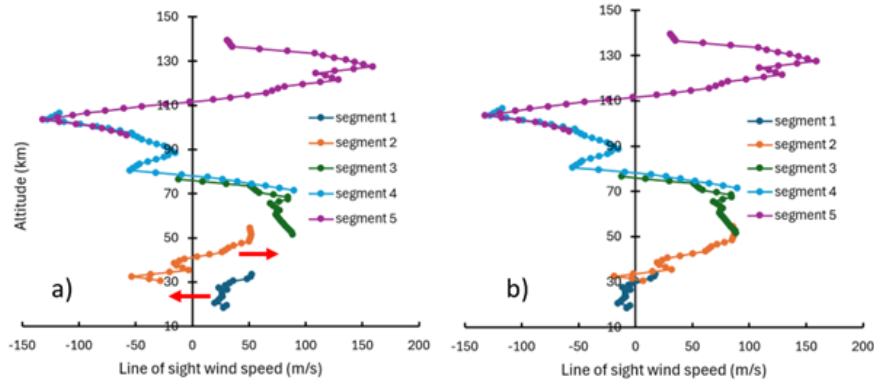 150
130
110
90
70
50
30
10
Altitude (km)
segment 1
segment 2
segment 3
segment 4
segment 5
a)
-150 -100 -50 0 50 100 150 200
Line of sight wind speed (m/s)
150
130
110
90
70
50
30
10
segment 1
segment 2
segment 3
segment 4
segment 5
b)
-150 -100 -50 0 50 100 150 200
Line of sight wind speed (m/s)